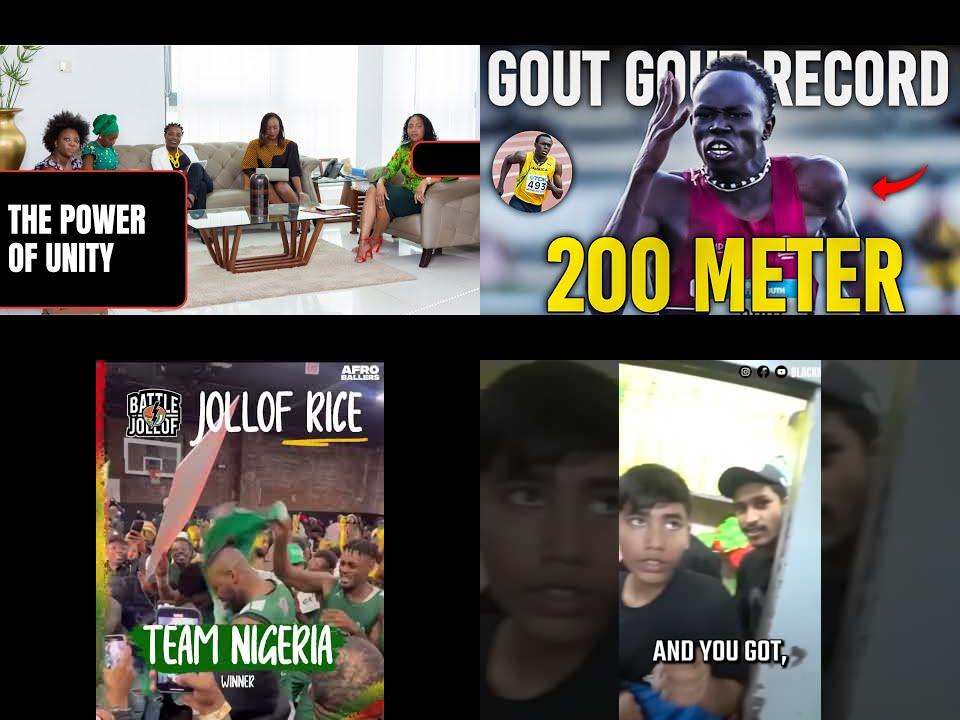 THE POWER
OF UNITY
GOUT GOUT RECORD
JAMAICA
493
200 METER
AFRO
BALLERS
BATTLE
JOLLOF
JOLLOF RICE
TEAM NIGERIA
WINNER
AND YOU GOT,